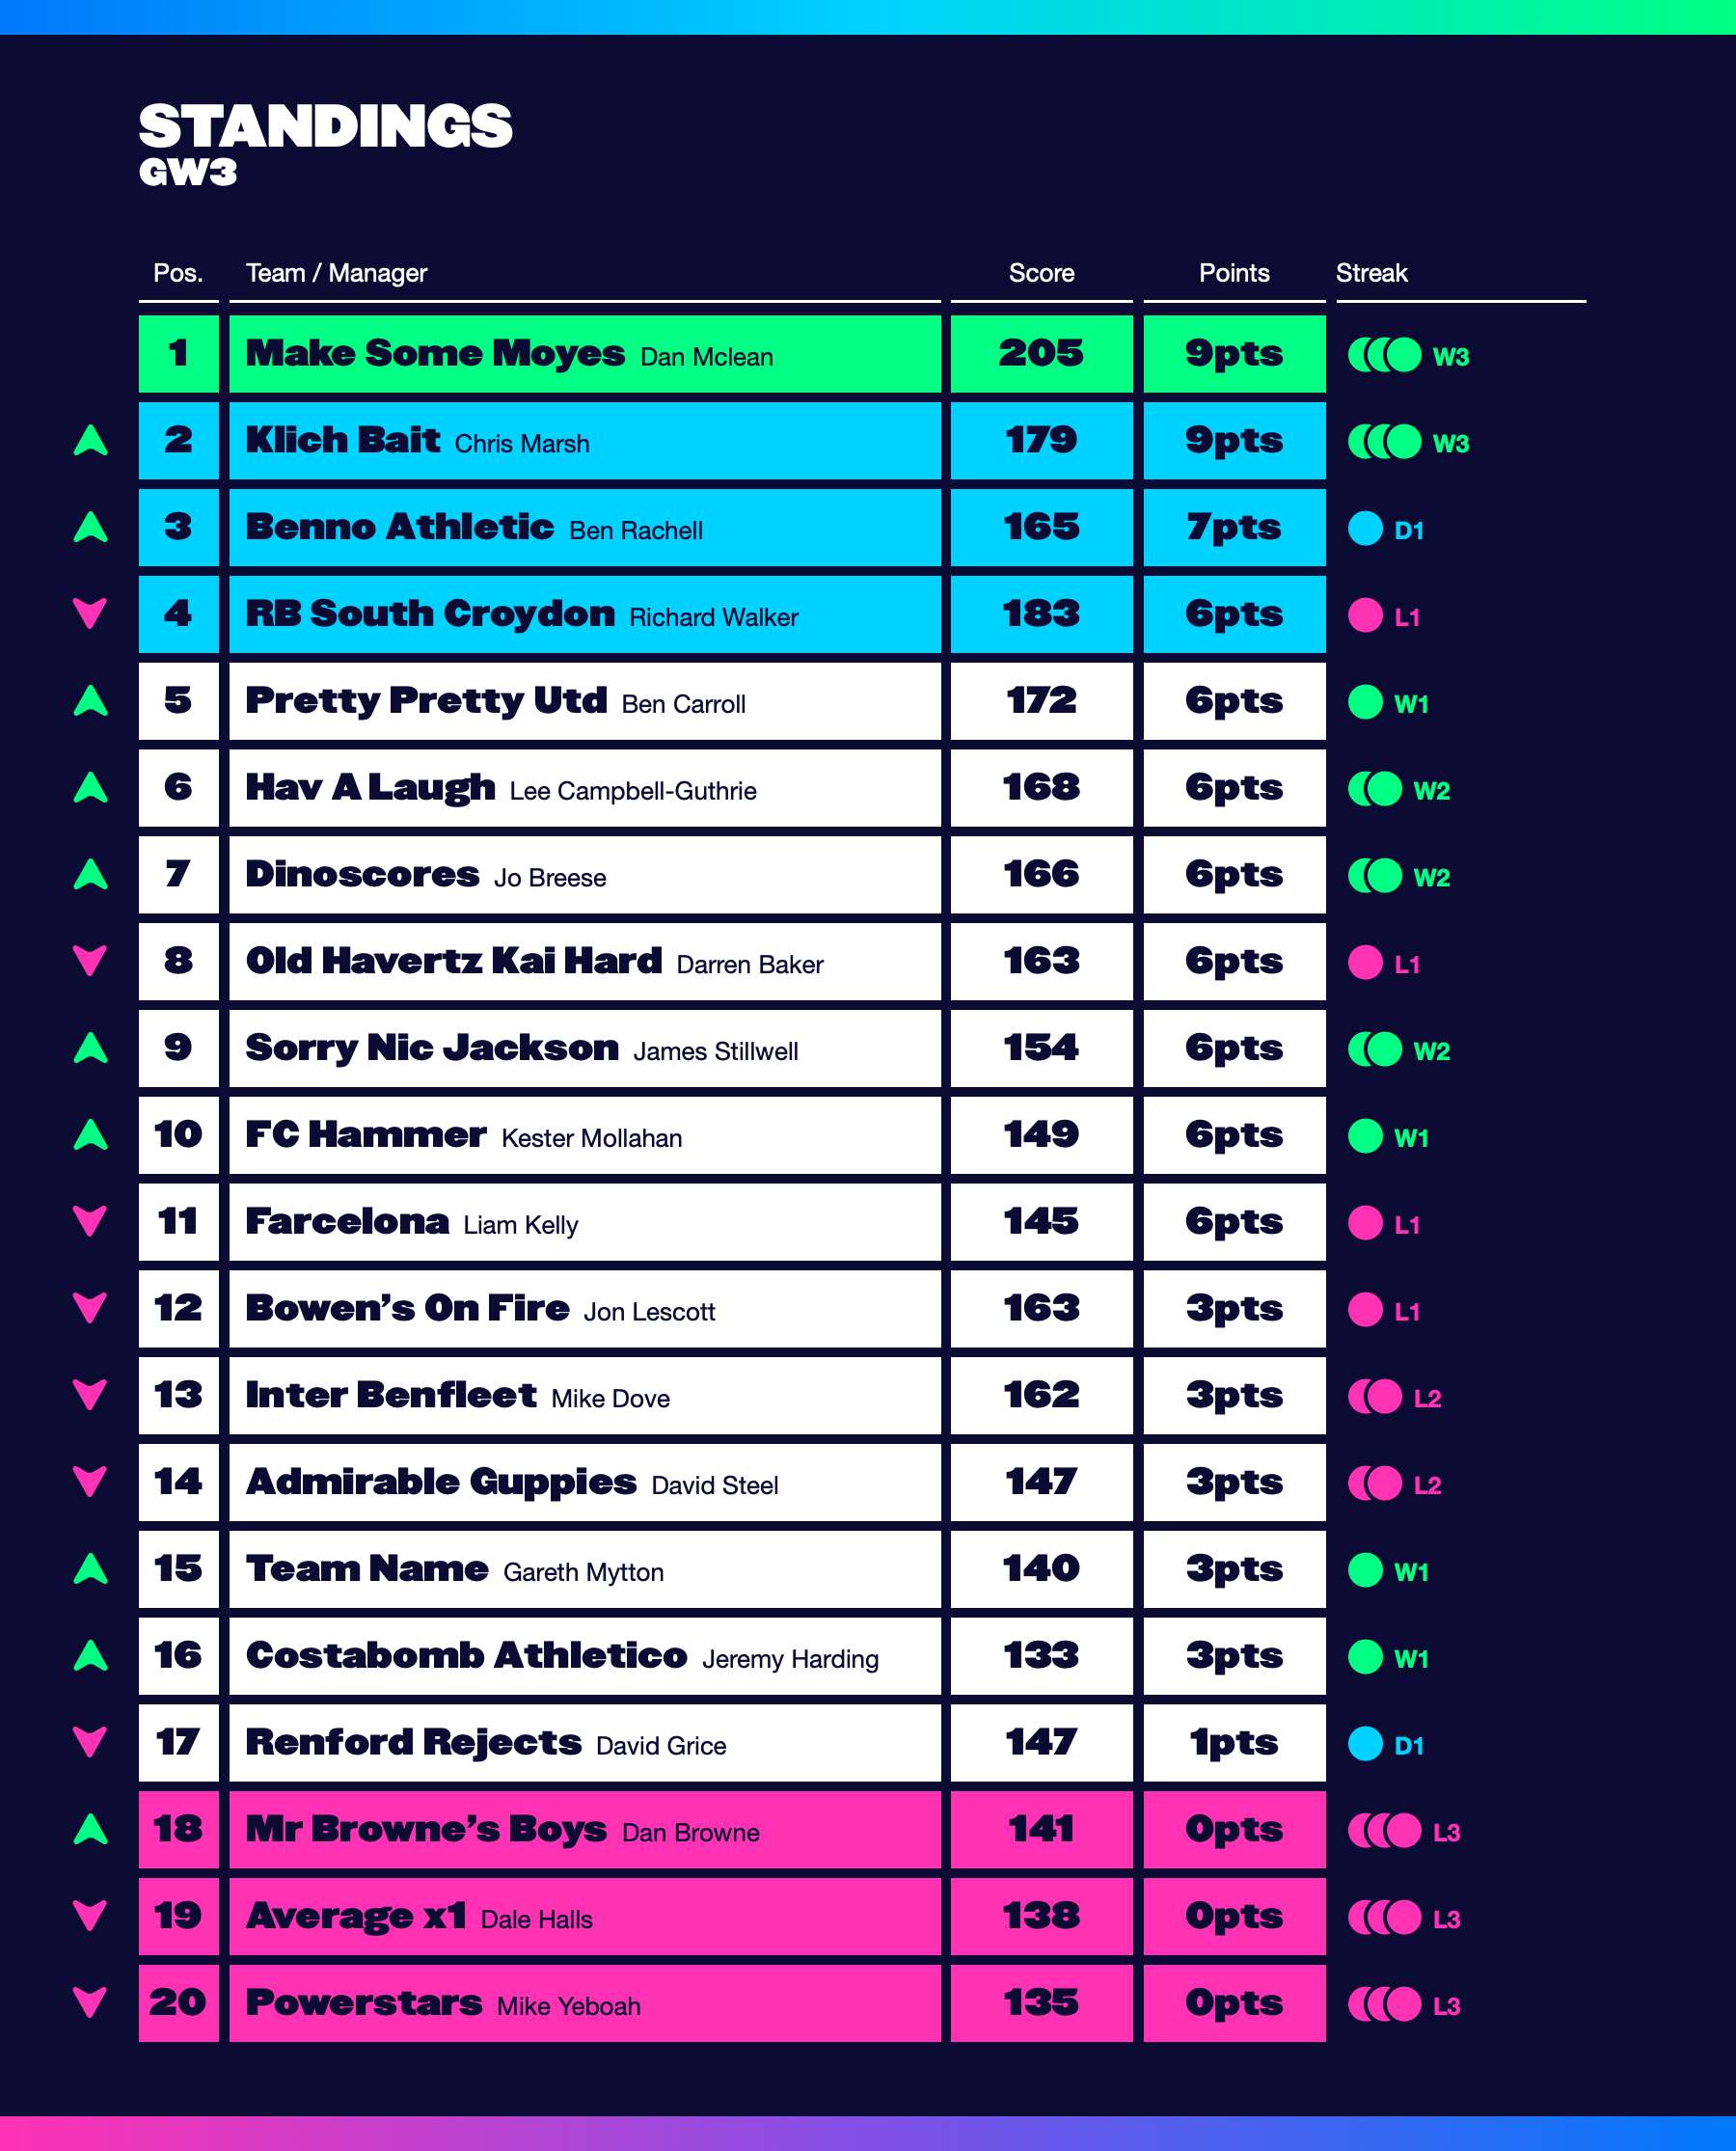 STANDINGS
GW3
Pos. Team / Manager Score Points Streak
1 Make Some Moyes Dan Mclean 205 9pts W3
2 Klich Bait Chris Marsh 179 9pts W3
3 Benno Athletic Ben Rachell 165 7pts D1
4 RB South Croydon Richard Walker 183 6pts L1
5 Pretty Pretty Utd Ben Carroll 172 6pts W1
6 Hav A Laugh Lee Campbell-Guthrie 168 6pts W2
7 Dinoscores Jo Breese 166 6pts W2
8 Old Havertz Kai Hard Darren Baker 163 6pts L1
9 Sorry Nic Jackson James Stillwell 154 6pts W2
10 FC Hammer Kester Mollahan 149 6pts W1
11 Farcelona Liam Kelly 145 6pts L1
12 Bowen’s On Fire Jon Lescott 163 3pts L1
13 Inter Benfleet Mike Dove 162 3pts L2
14 Admirable Guppies David Steel 147 3pts L2
15 Team Name Gareth Mytton 140 3pts W1
16 Costabomb Athletico Jeremy Harding 133 3pts W1
17 Renford Rejects David Grice 147 1pts D1
18 Mr Browne’s Boys Dan Browne 141 0pts L3
19 Average x1 Dale Halls 138 0pts L3
20 Powerstars Mike Yeboah 135 0pts L3